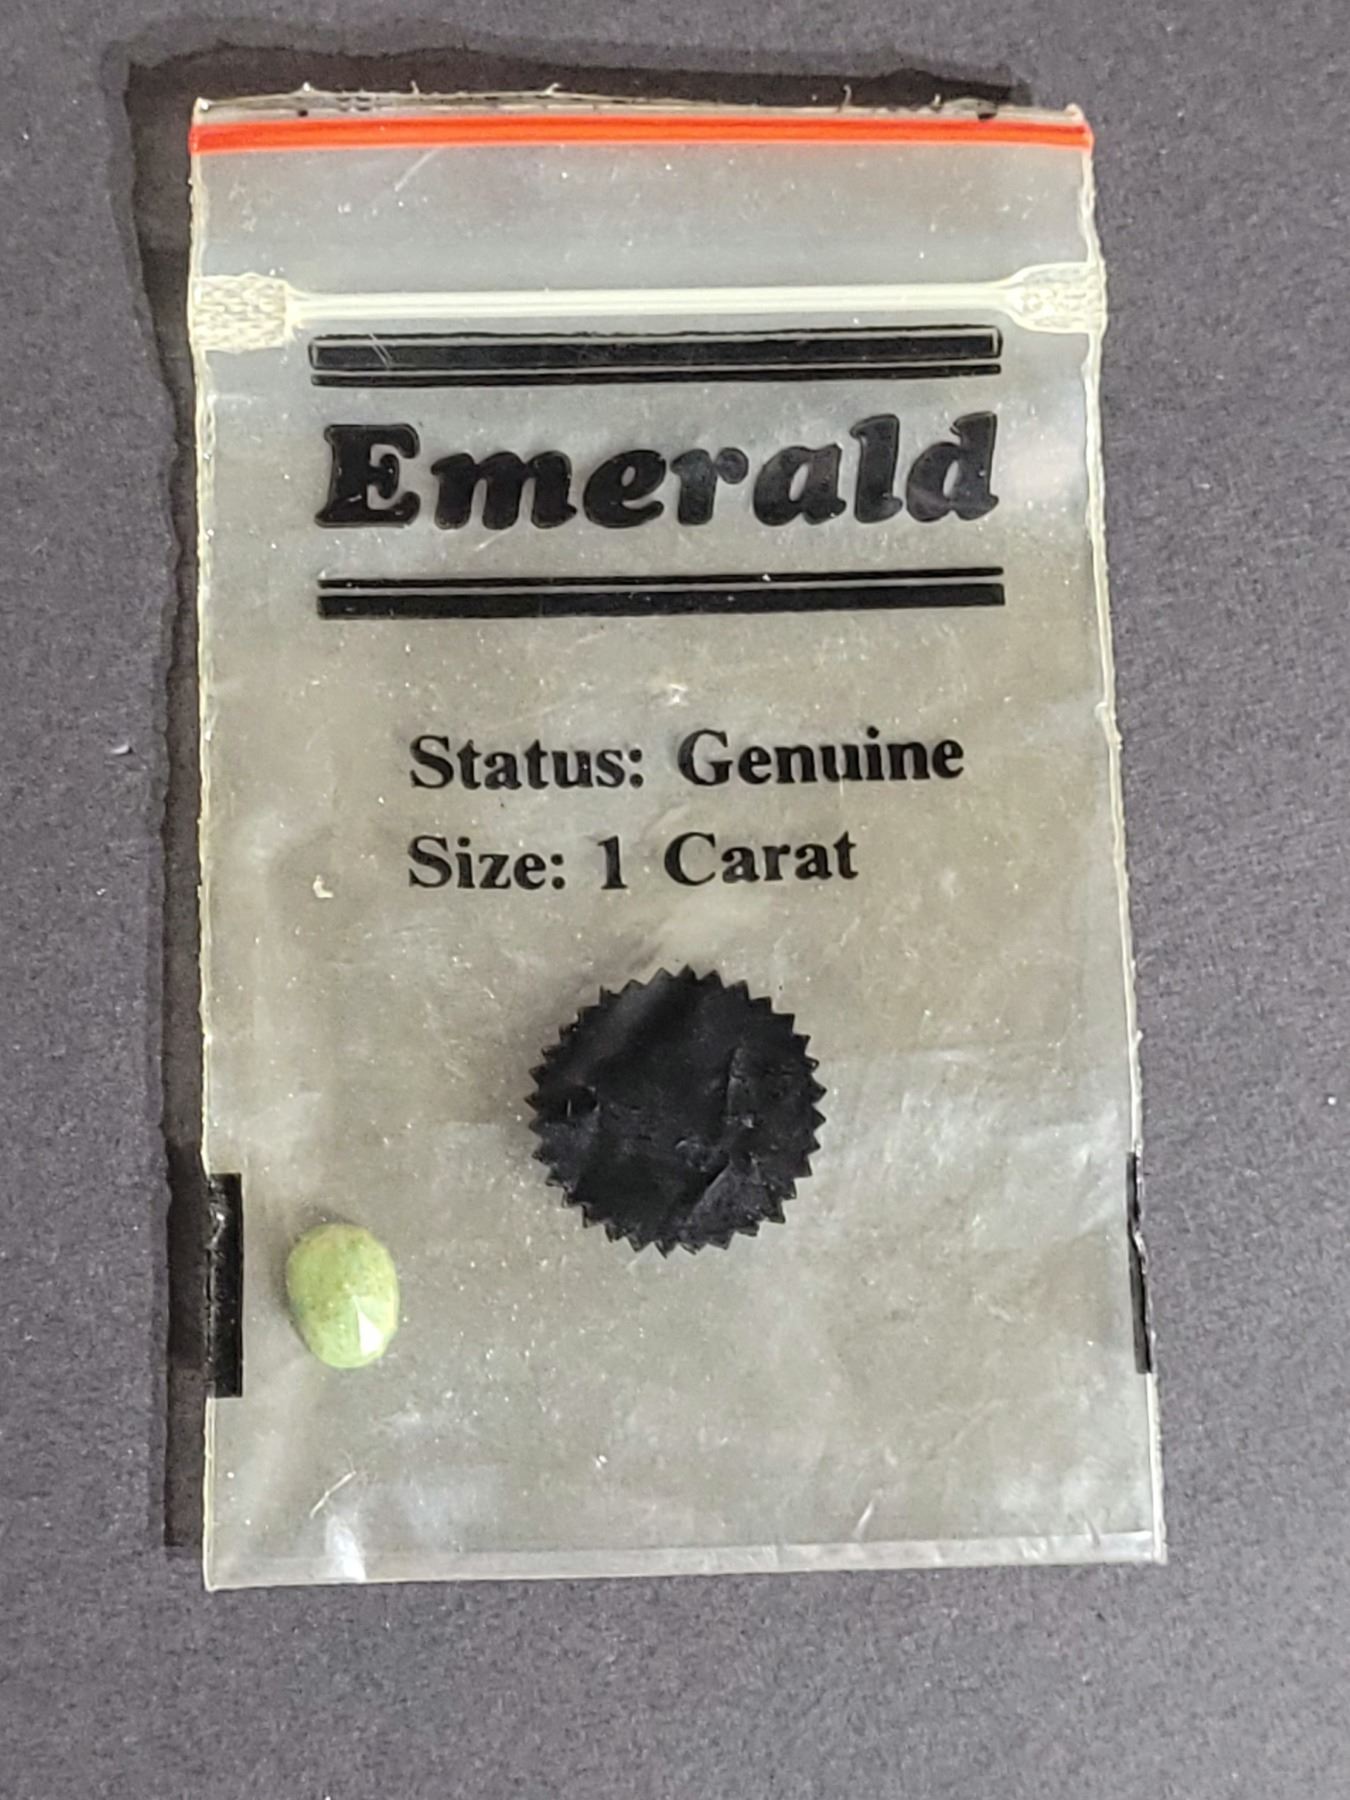 Emerald
Status: Genuine
Size: 1 Carat